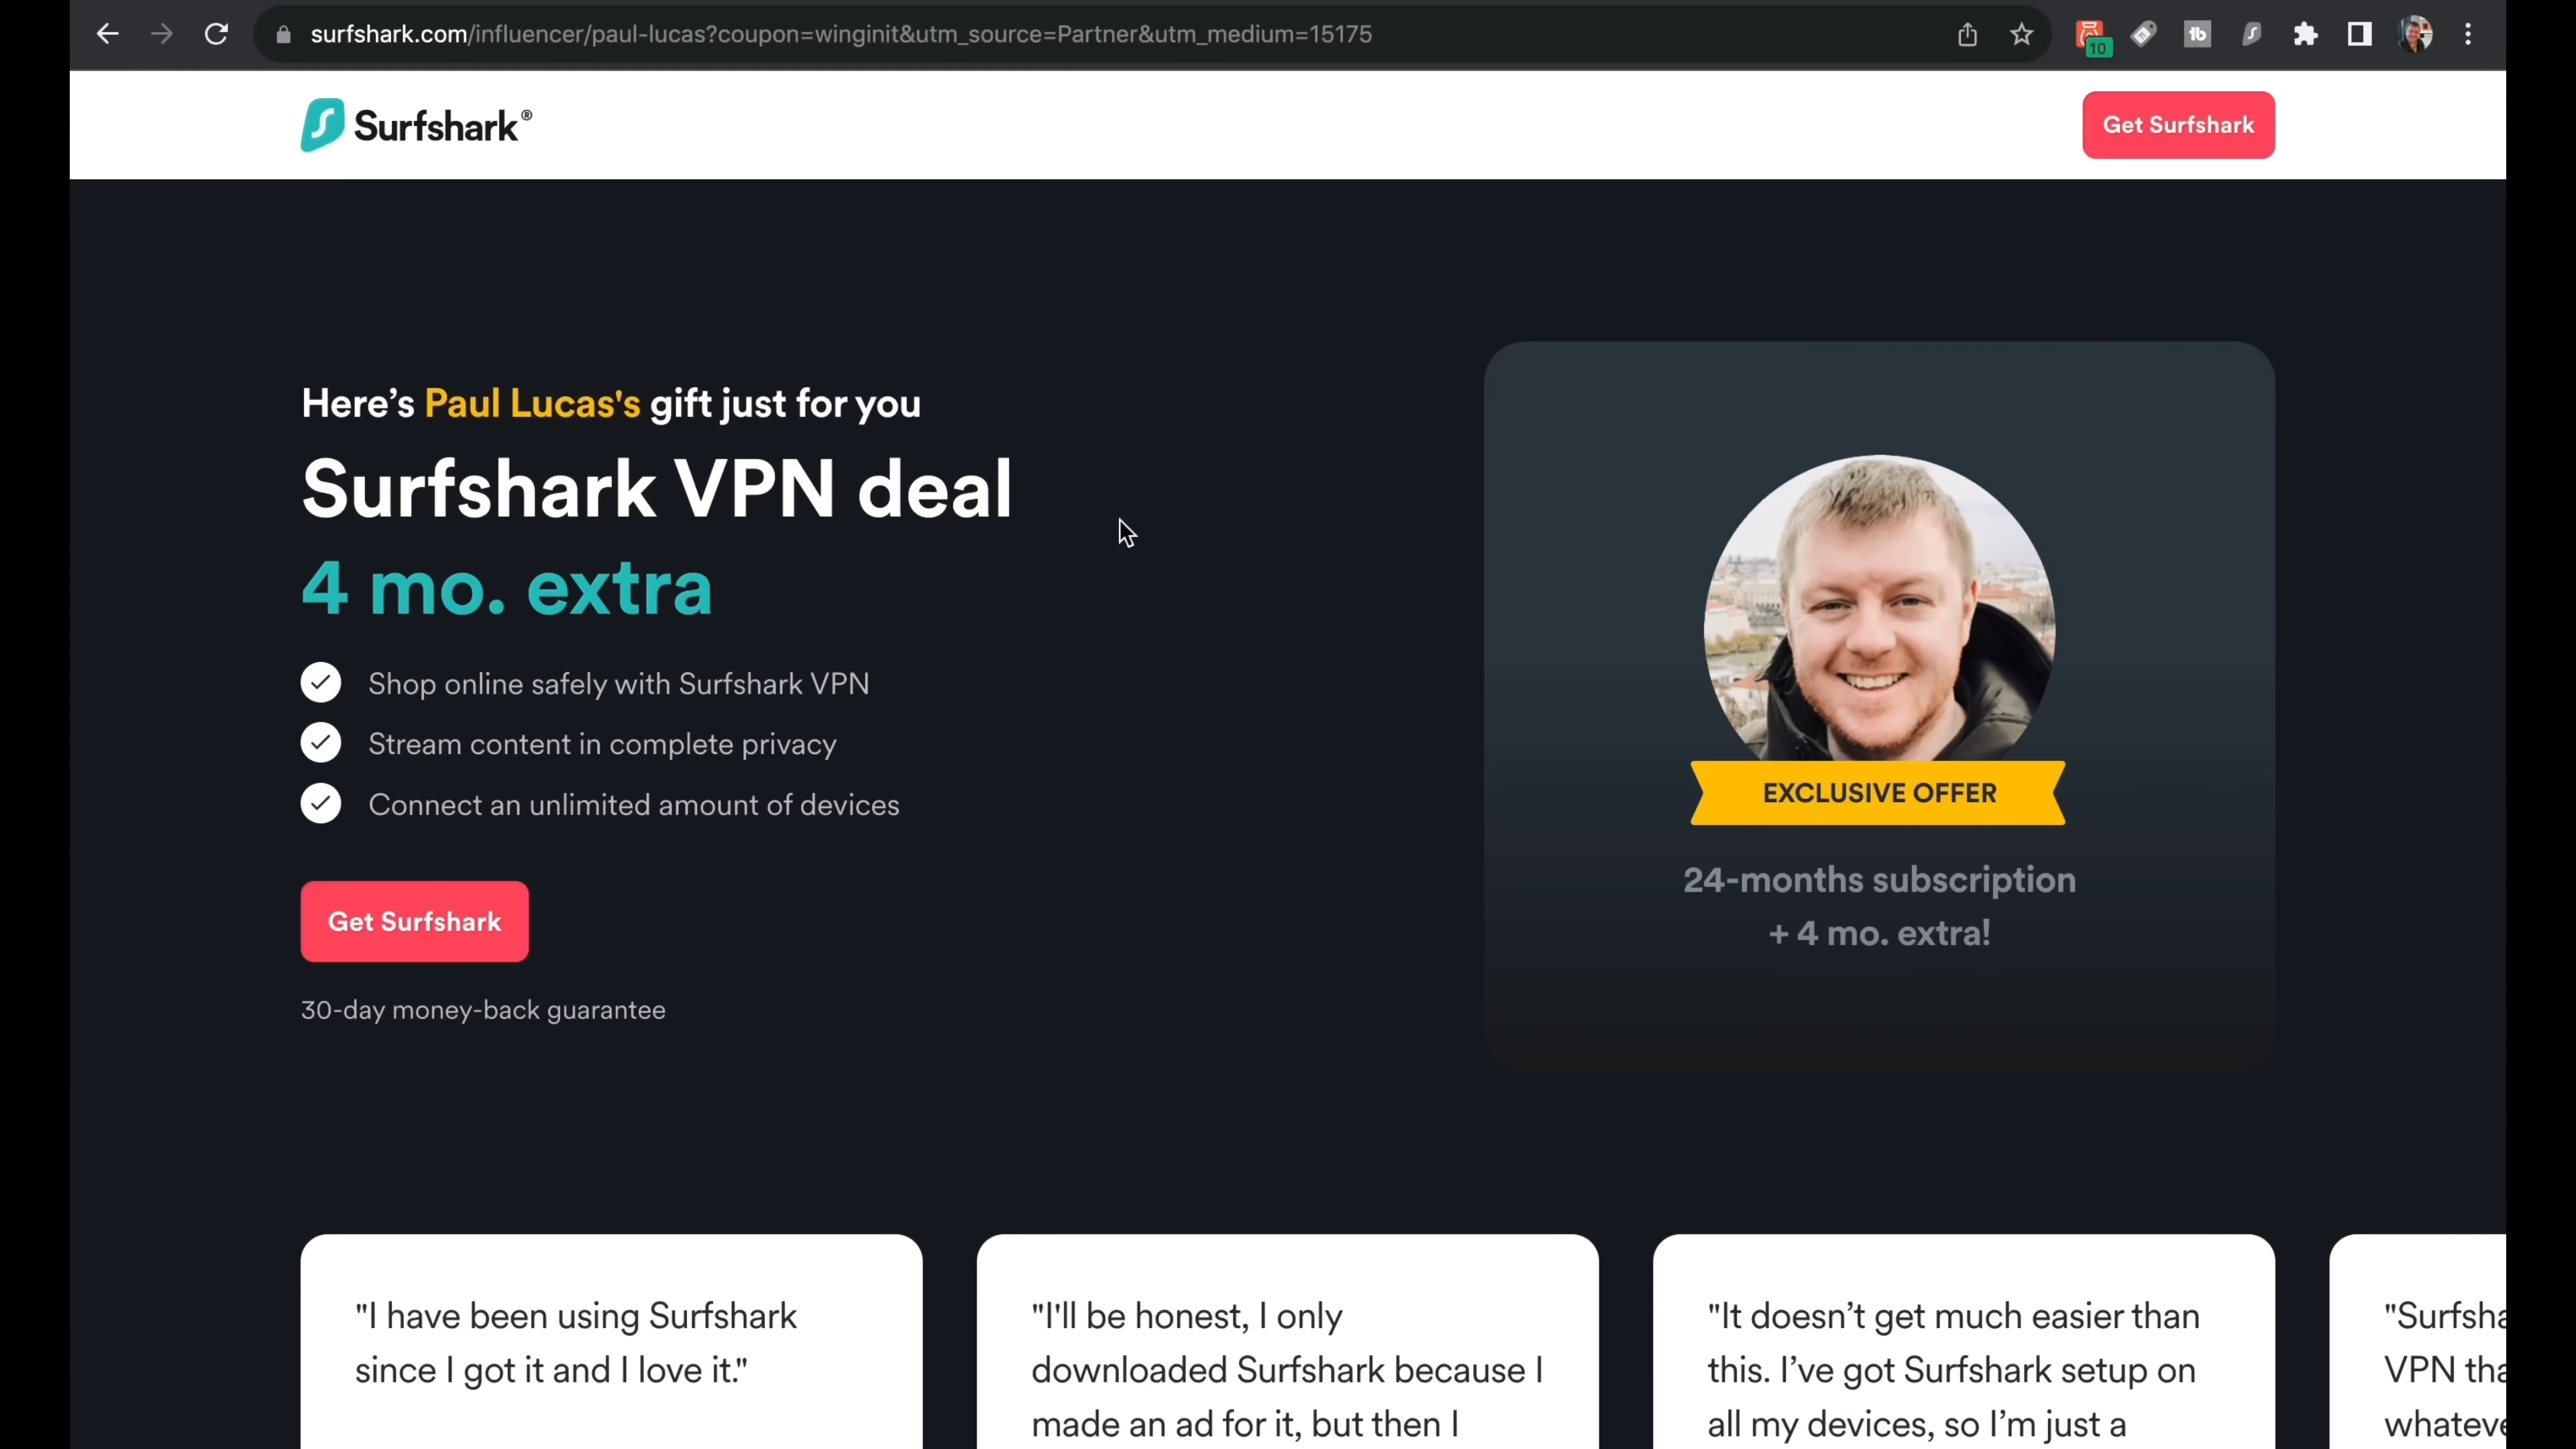 surfshark.com/influencer/paul-lucas?coupon=winginit&utm_source=Partner&utm_medium=15175
10
Surfshark®
Get Surfshark
Here’s Paul Lucas's gift just for you
Surfshark VPN deal
4 mo. extra
Shop online safely with Surfshark VPN
Stream content in complete privacy
Connect an unlimited amount of devices
Get Surfshark
30-day money-back guarantee
EXCLUSIVE OFFER
24-months subscription
+ 4 mo. extra!
"I have been using Surfshark
since I got it and I love it."
"I'll be honest, I only
downloaded Surfshark because I
made an ad for it, but then I
"It doesn’t get much easier than
this. I’ve got Surfshark setup on
all my devices, so I’m just a
"Surfsha
VPN tha
whateve